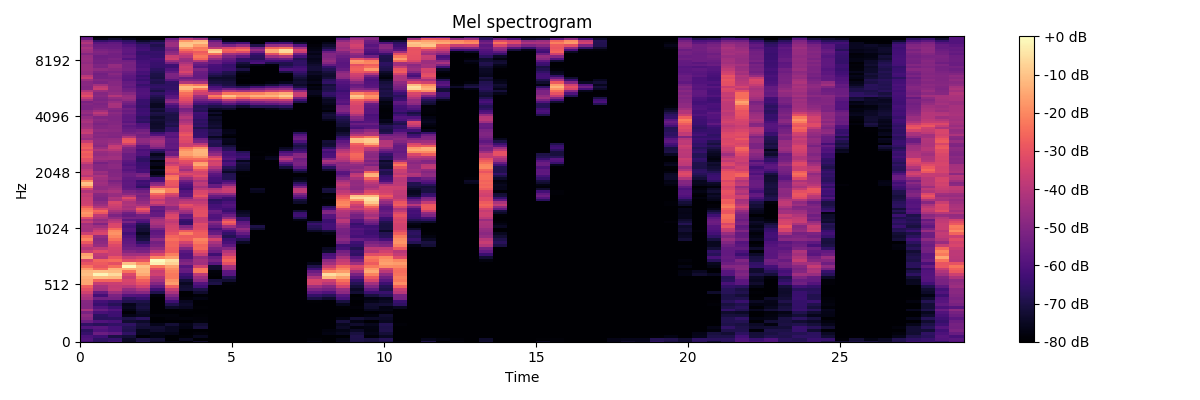 Mel spectrogram
8192
4096
2048
1024
512
0
Hz
0 5 10 15 20 25
Time
+0 dB
-10 dB
-20 dB
-30 dB
-40 dB
-50 dB
-60 dB
-70 dB
-80 dB